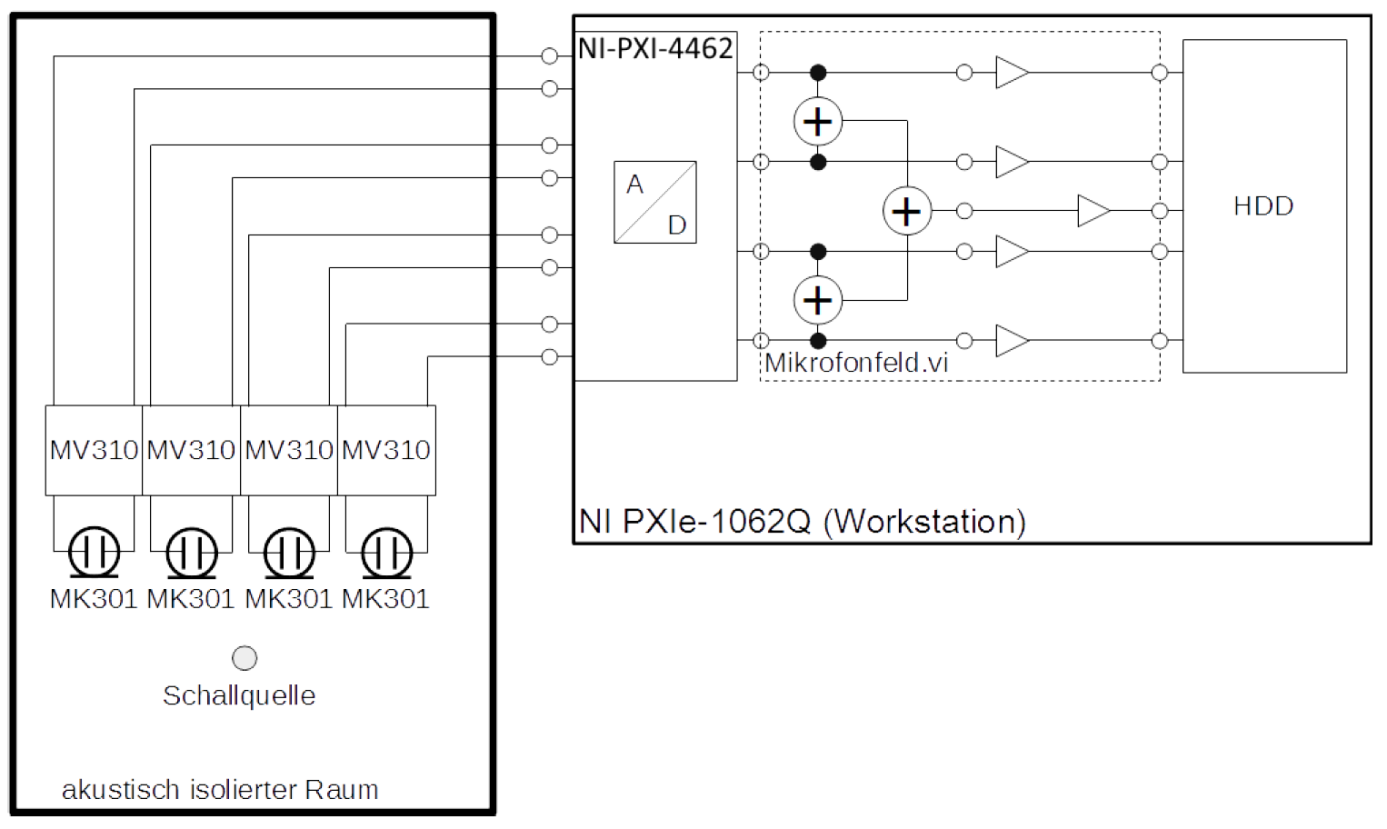 NI-PXI-4462
A
D
HDD
Mikrofonfeld.vi
MV310 MV310 MV310 MV310
NI PXIe-1062Q (Workstation)
MK301 MK301 MK301 MK301
Schallquelle
akustisch isolierter Raum